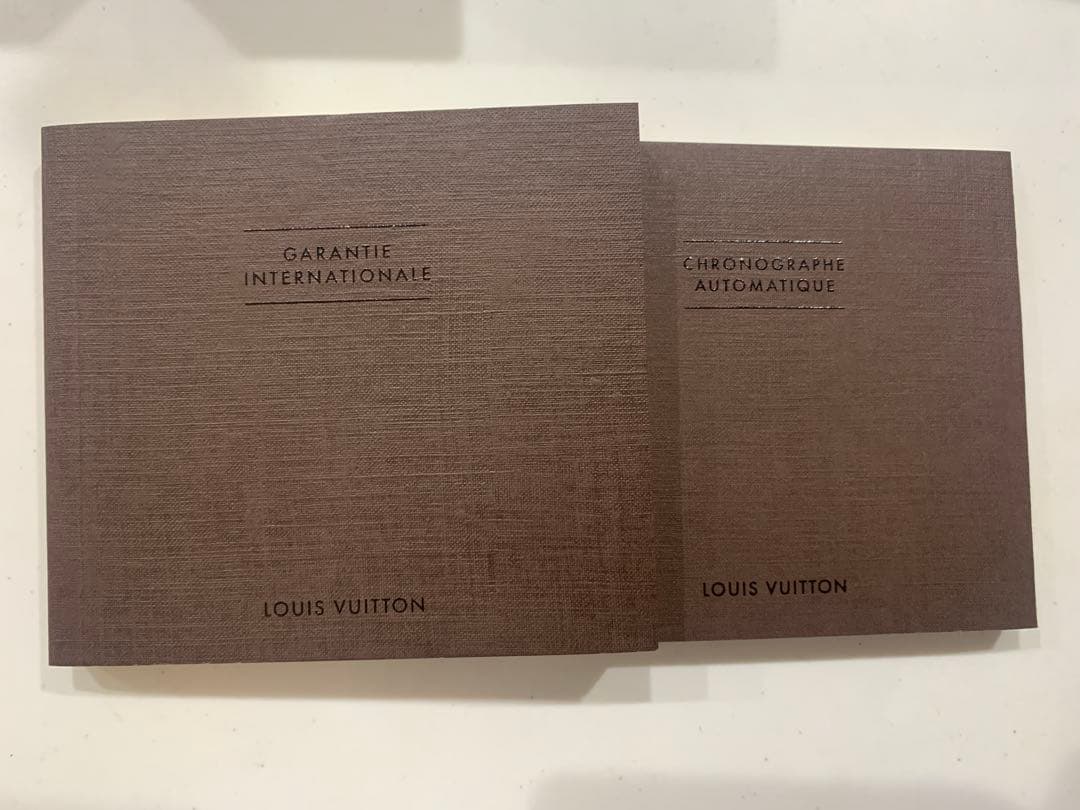 GARANTIE
INTERNATIONALE
LOUIS VUITTON
CHRONOGRAPHE
AUTOMATIQUE
LOUIS VUITTON